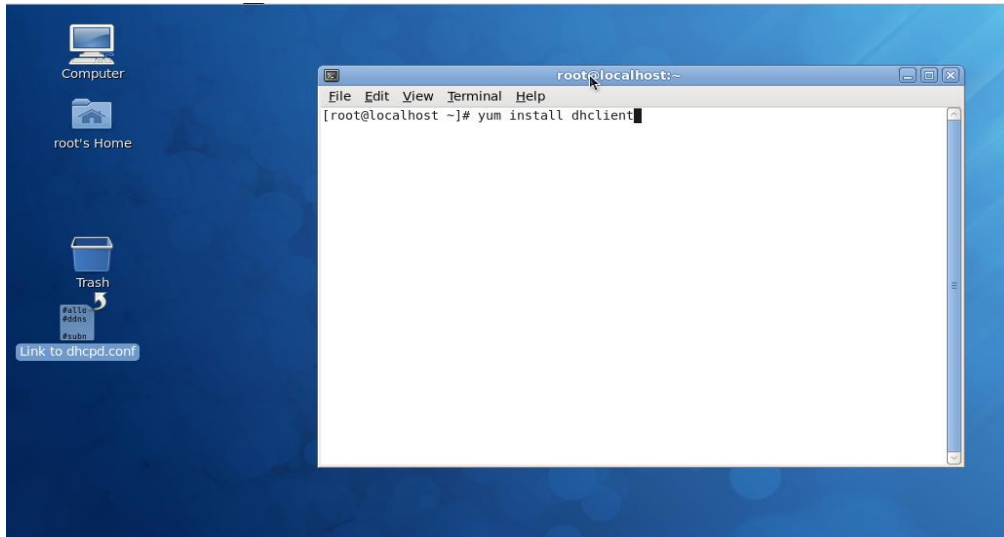 Computer
root's Home
Trash
#allo
#ddns
#subn
Link to dhcpd.conf
root@localhost:~
File Edit View Terminal Help
[root@localhost ~]# yum install dhclient